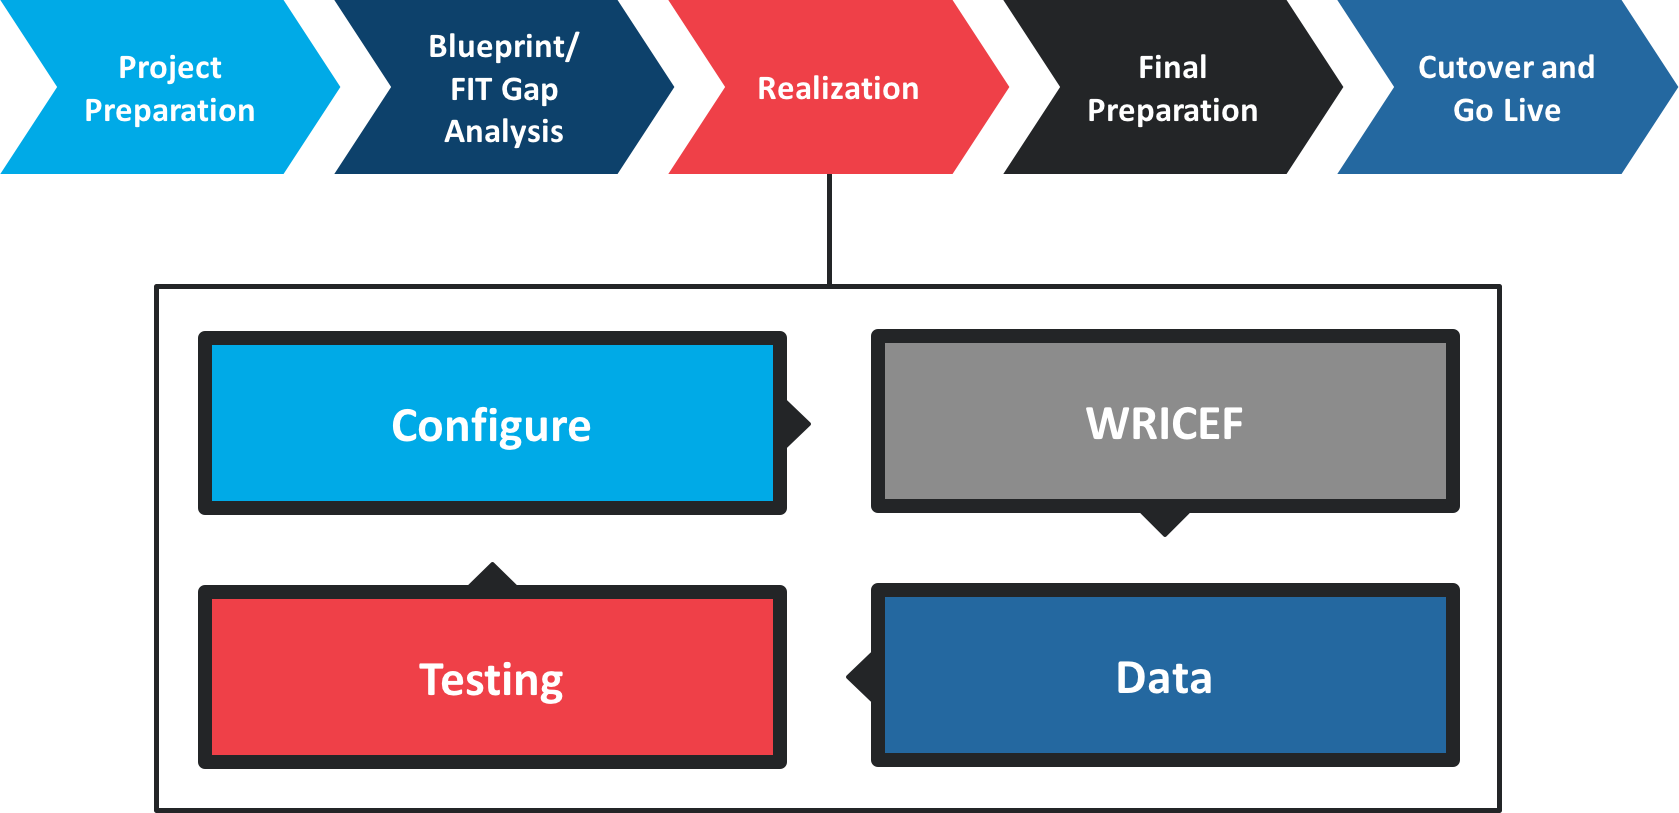 Project
Preparation
Blueprint/
FIT Gap
Analysis
Realization
Final
Preparation
Cutover and
Go Live
Configure
WRICEF
Testing
Data